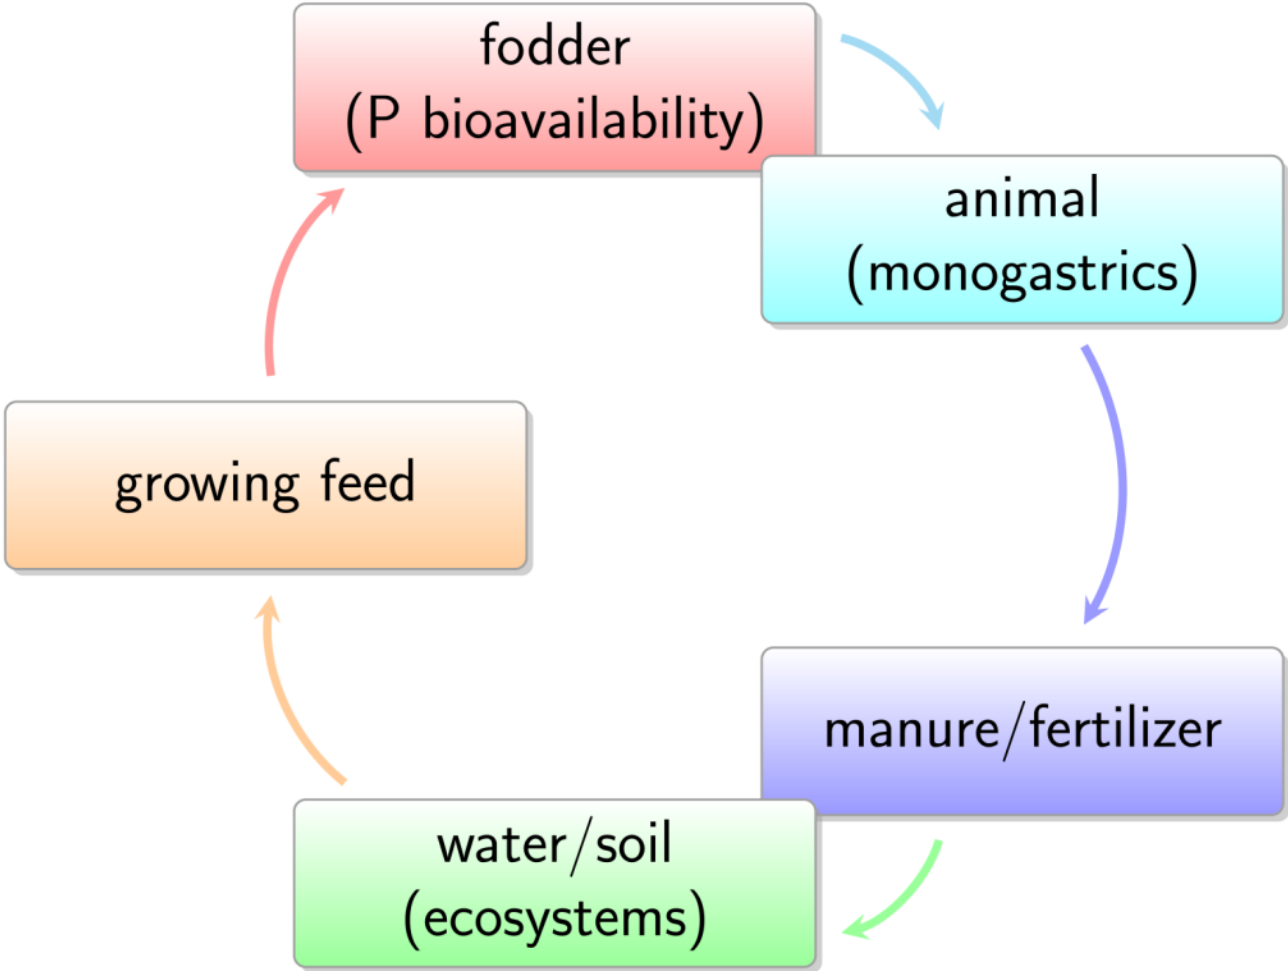 fodder
(P bioavailability)
animal
(monogastrics)
manure/fertilizer
water/soil
(ecosystems)
growing feed